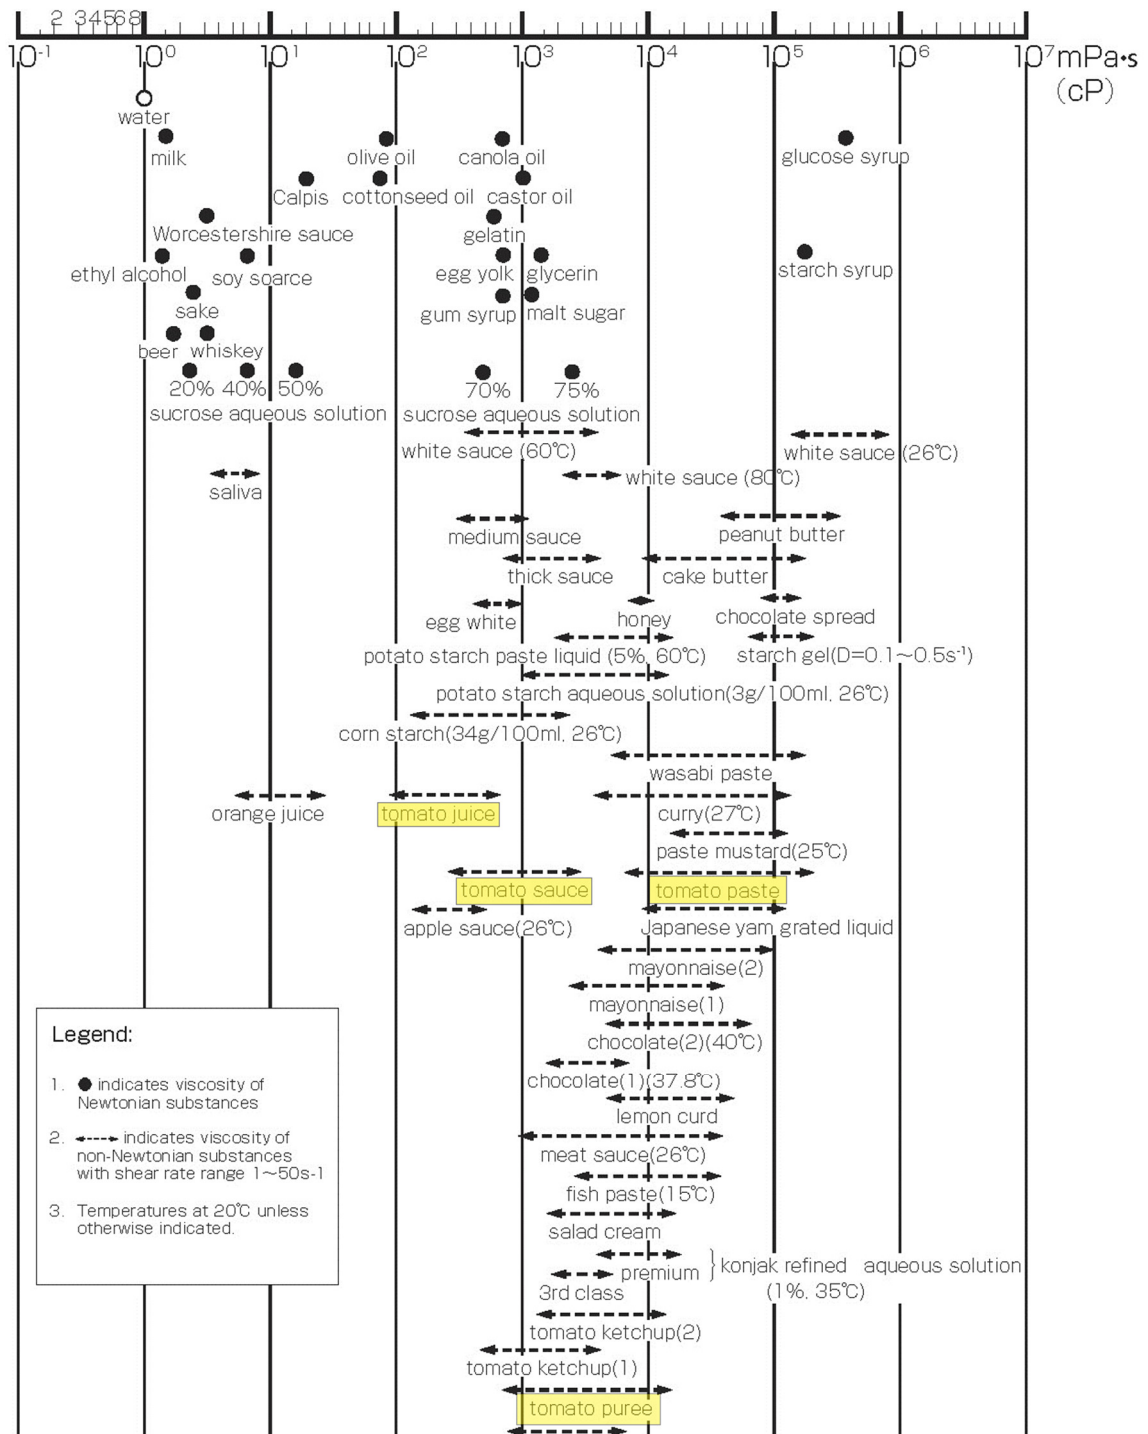 2 345678
10-1 100 101 102 103 104 105 106 107 mPa•s
(cP)
water
milk olive oil canola oil glucose syrup
Calpis cottonseed oil castor oil
Worcestershire sauce gelatin
ethyl alcohol soy soarce egg yolk glycerin starch syrup
sake gum syrup malt sugar
beer whiskey
20% 40% 50% 70% 75%
sucrose aqueous solution sucrose aqueous solution
white sauce (60℃) white sauce (26℃)
saliva white sauce (80℃)
medium sauce peanut butter
thick sauce cake butter
egg white honey chocolate spread
potato starch paste liquid (5%, 60℃) starch gel(D=0.1～0.5s-1)
potato starch aqueous solution(3g/100ml, 26℃)
corn starch(34g/100ml, 26℃)
wasabi paste
orange juice tomato juice curry(27℃)
paste mustard(25℃)
tomato sauce tomato paste
apple sauce(26℃) Japanese yam grated liquid
mayonnaise(2)
mayonnaise(1)
chocolate(2)(40℃)
chocolate(1)(37.8℃)
lemon curd
meat sauce(26℃)
fish paste(15℃)
salad cream
premium } konjak refined aqueous solution
3rd class (1%, 35℃)
tomato ketchup(2)
tomato ketchup(1)
tomato puree
Legend:
1. ● indicates viscosity of
Newtonian substances
2. ◄----► indicates viscosity of
non-Newtonian substances
with shear rate range 1～50s-1
3. Temperatures at 20℃ unless
otherwise indicated.